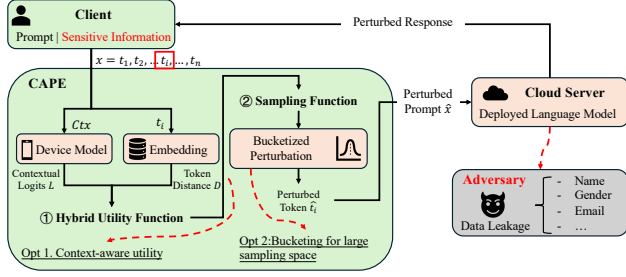 Client
Prompt | Sensitive Information
x = t₁, t₂, ... tᵢ, ..., tₙ
Perturbed Response
CAPE
② Sampling Function
Ctx
tᵢ
Device Model
Embedding
Bucketized
Perturbation
Contextual
Logits L
Token
Distance D
Perturbed
Token t̂ᵢ
① Hybrid Utility Function
Opt 1. Context-aware utility
Opt 2:Bucketing for large
sampling space
Perturbed
Prompt x̂
Cloud Server
Deployed Language Model
Adversary
Data Leakage
- Name
- Gender
- Email
- ...